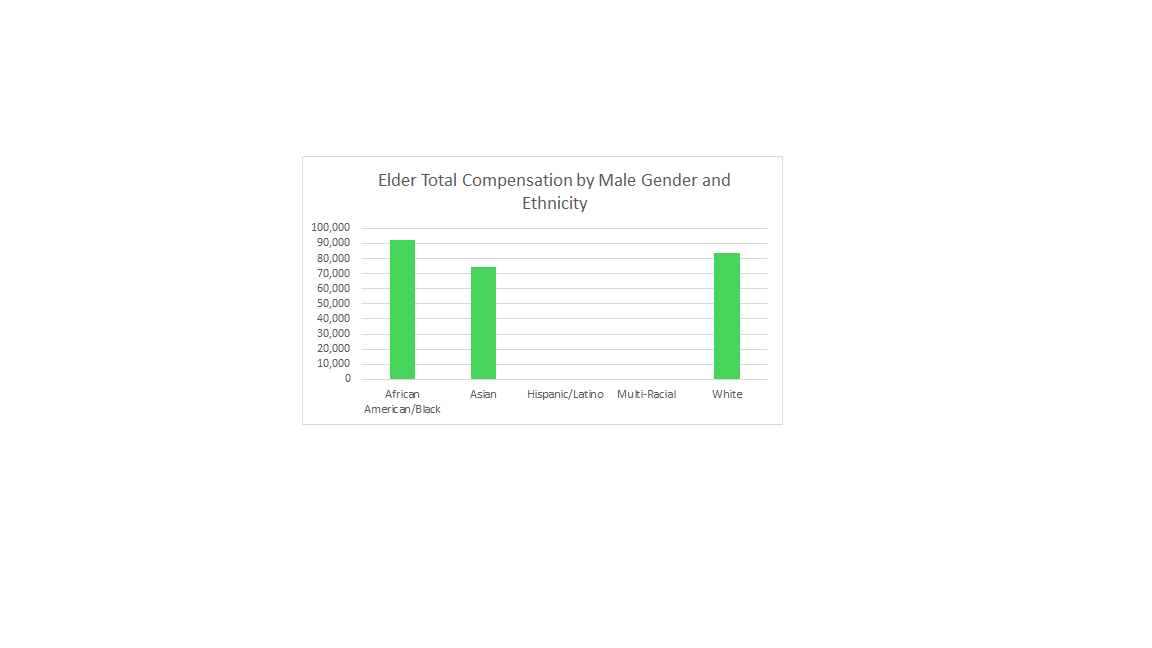 Elder Total Compensation by Male Gender and
Ethnicity
100,000
90,000
80,000
70,000
60,000
50,000
40,000
30,000
20,000
10,000
0
African
American/Black
Asian
Hispanic/Latino
Multi-Racial
White